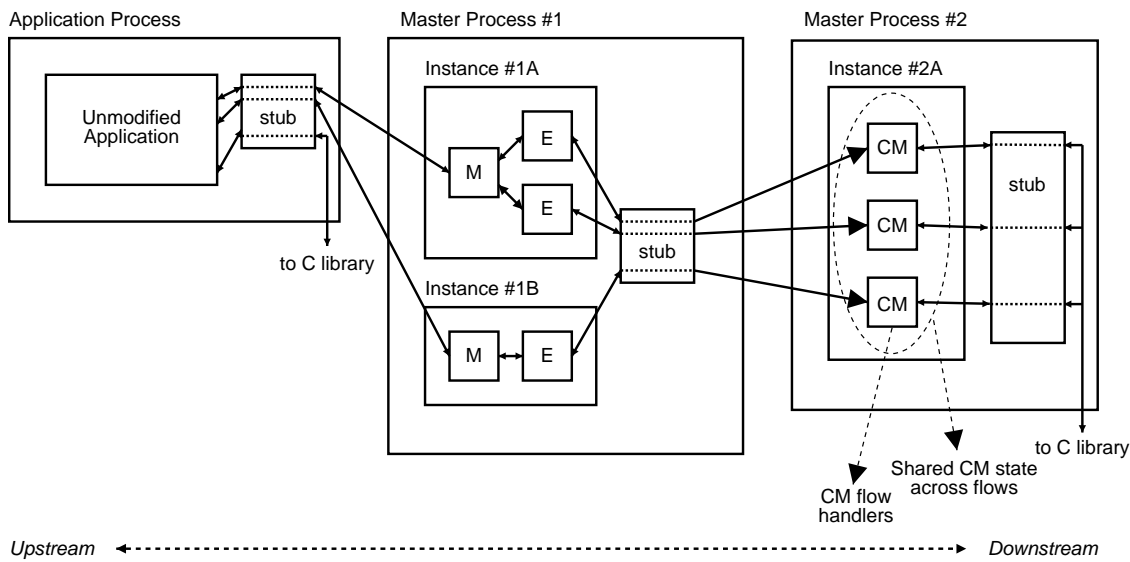 Application Process
Unmodified
Application
stub
to C library
Master Process #1
Instance #1A
M
E
E
Instance #1B
M
E
stub
Master Process #2
Instance #2A
CM
CM
CM
stub
to C library
CM flow
handlers
Shared CM state
across flows
Upstream
Downstream